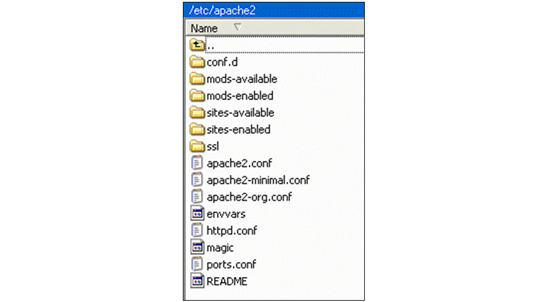 /etc/apache2
Name
..
conf.d
mods-available
mods-enabled
sites-available
sites-enabled
ssl
apache2.conf
apache2-minimal.conf
apache2-org.conf
envvars
httpd.conf
magic
ports.conf
README